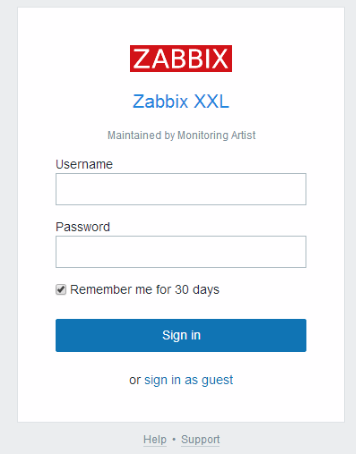 ZABBIX
Zabbix XXL
Maintained by Monitoring Artist
Username
Password
Remember me for 30 days
Sign in
or sign in as guest
Help • Support